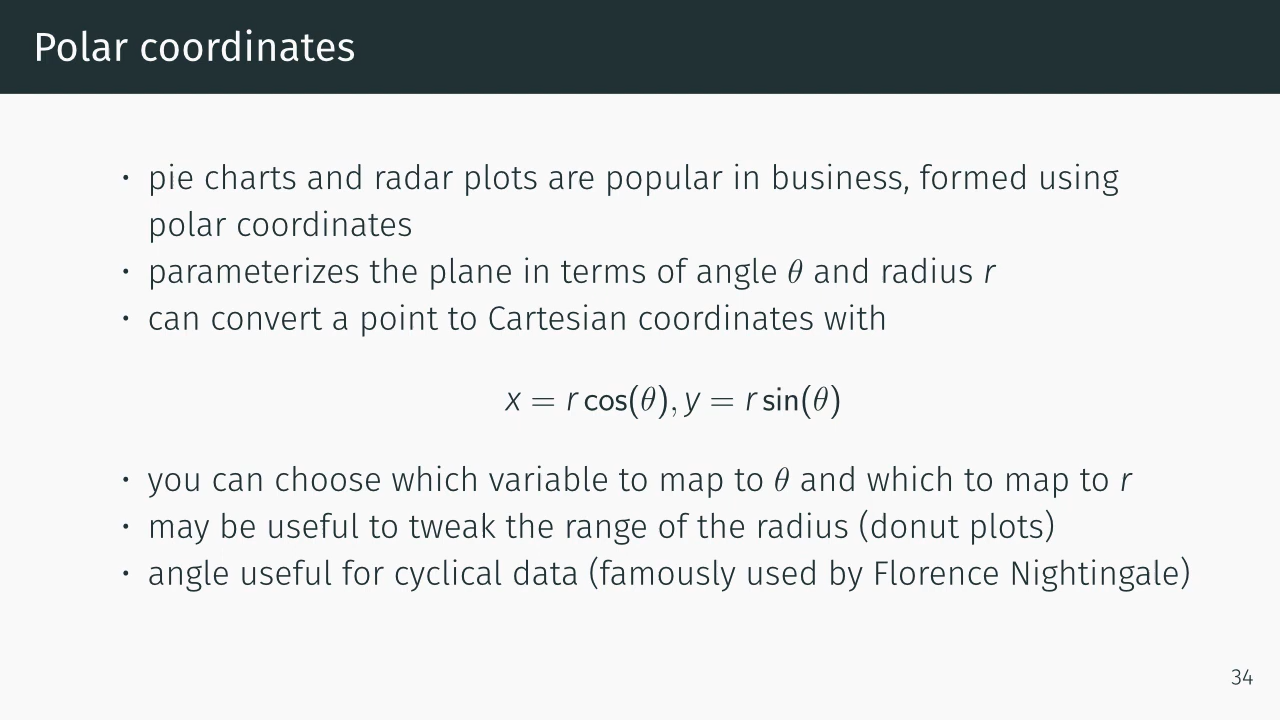 Polar coordinates
· pie charts and radar plots are popular in business, formed using
polar coordinates
· parameterizes the plane in terms of angle θ and radius r
· can convert a point to Cartesian coordinates with
x = r cos(θ), y = r sin(θ)
· you can choose which variable to map to θ and which to map to r
· may be useful to tweak the range of the radius (donut plots)
· angle useful for cyclical data (famously used by Florence Nightingale)
34